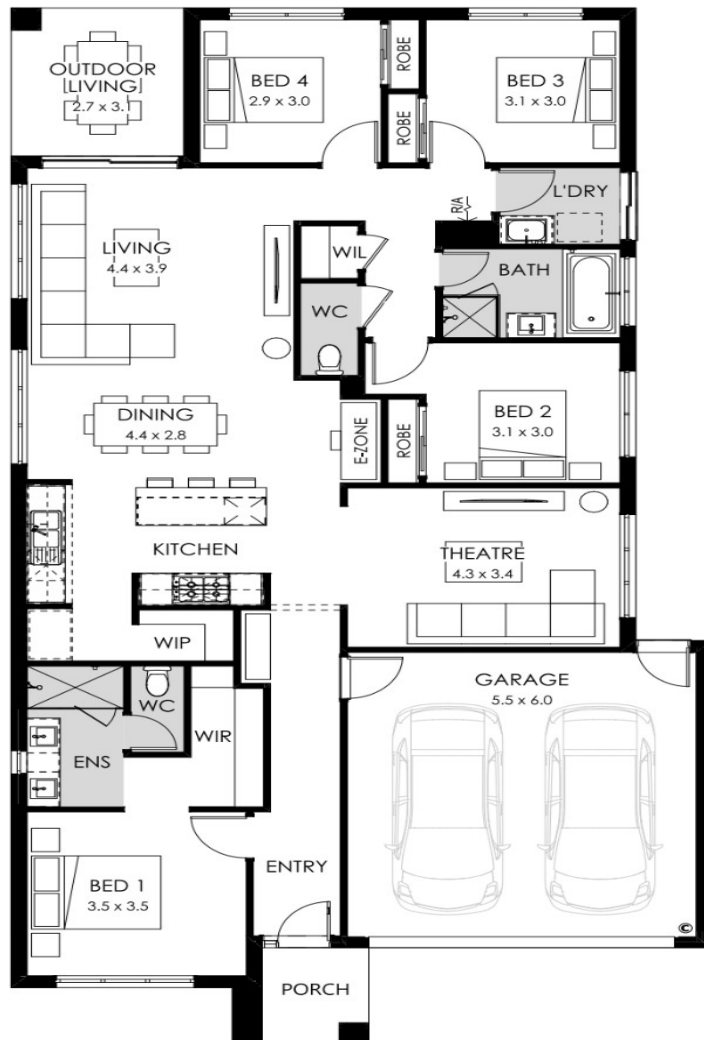 OUTDOOR
LIVING
2.7 x 3.1
BED 4
2.9 x 3.0
ROBE
ROBE
BED 3
3.1 x 3.0
L'DRY
R/A
LIVING
4.4 x 3.9
WIL
BATH
WC
DINING
4.4 x 2.8
E-ZONE
ROBE
BED 2
3.1 x 3.0
KITCHEN
THEATRE
4.3 x 3.4
WIP
GARAGE
5.5 x 6.0
WC
WIR
ENS
BED 1
3.5 x 3.5
ENTRY
©
PORCH